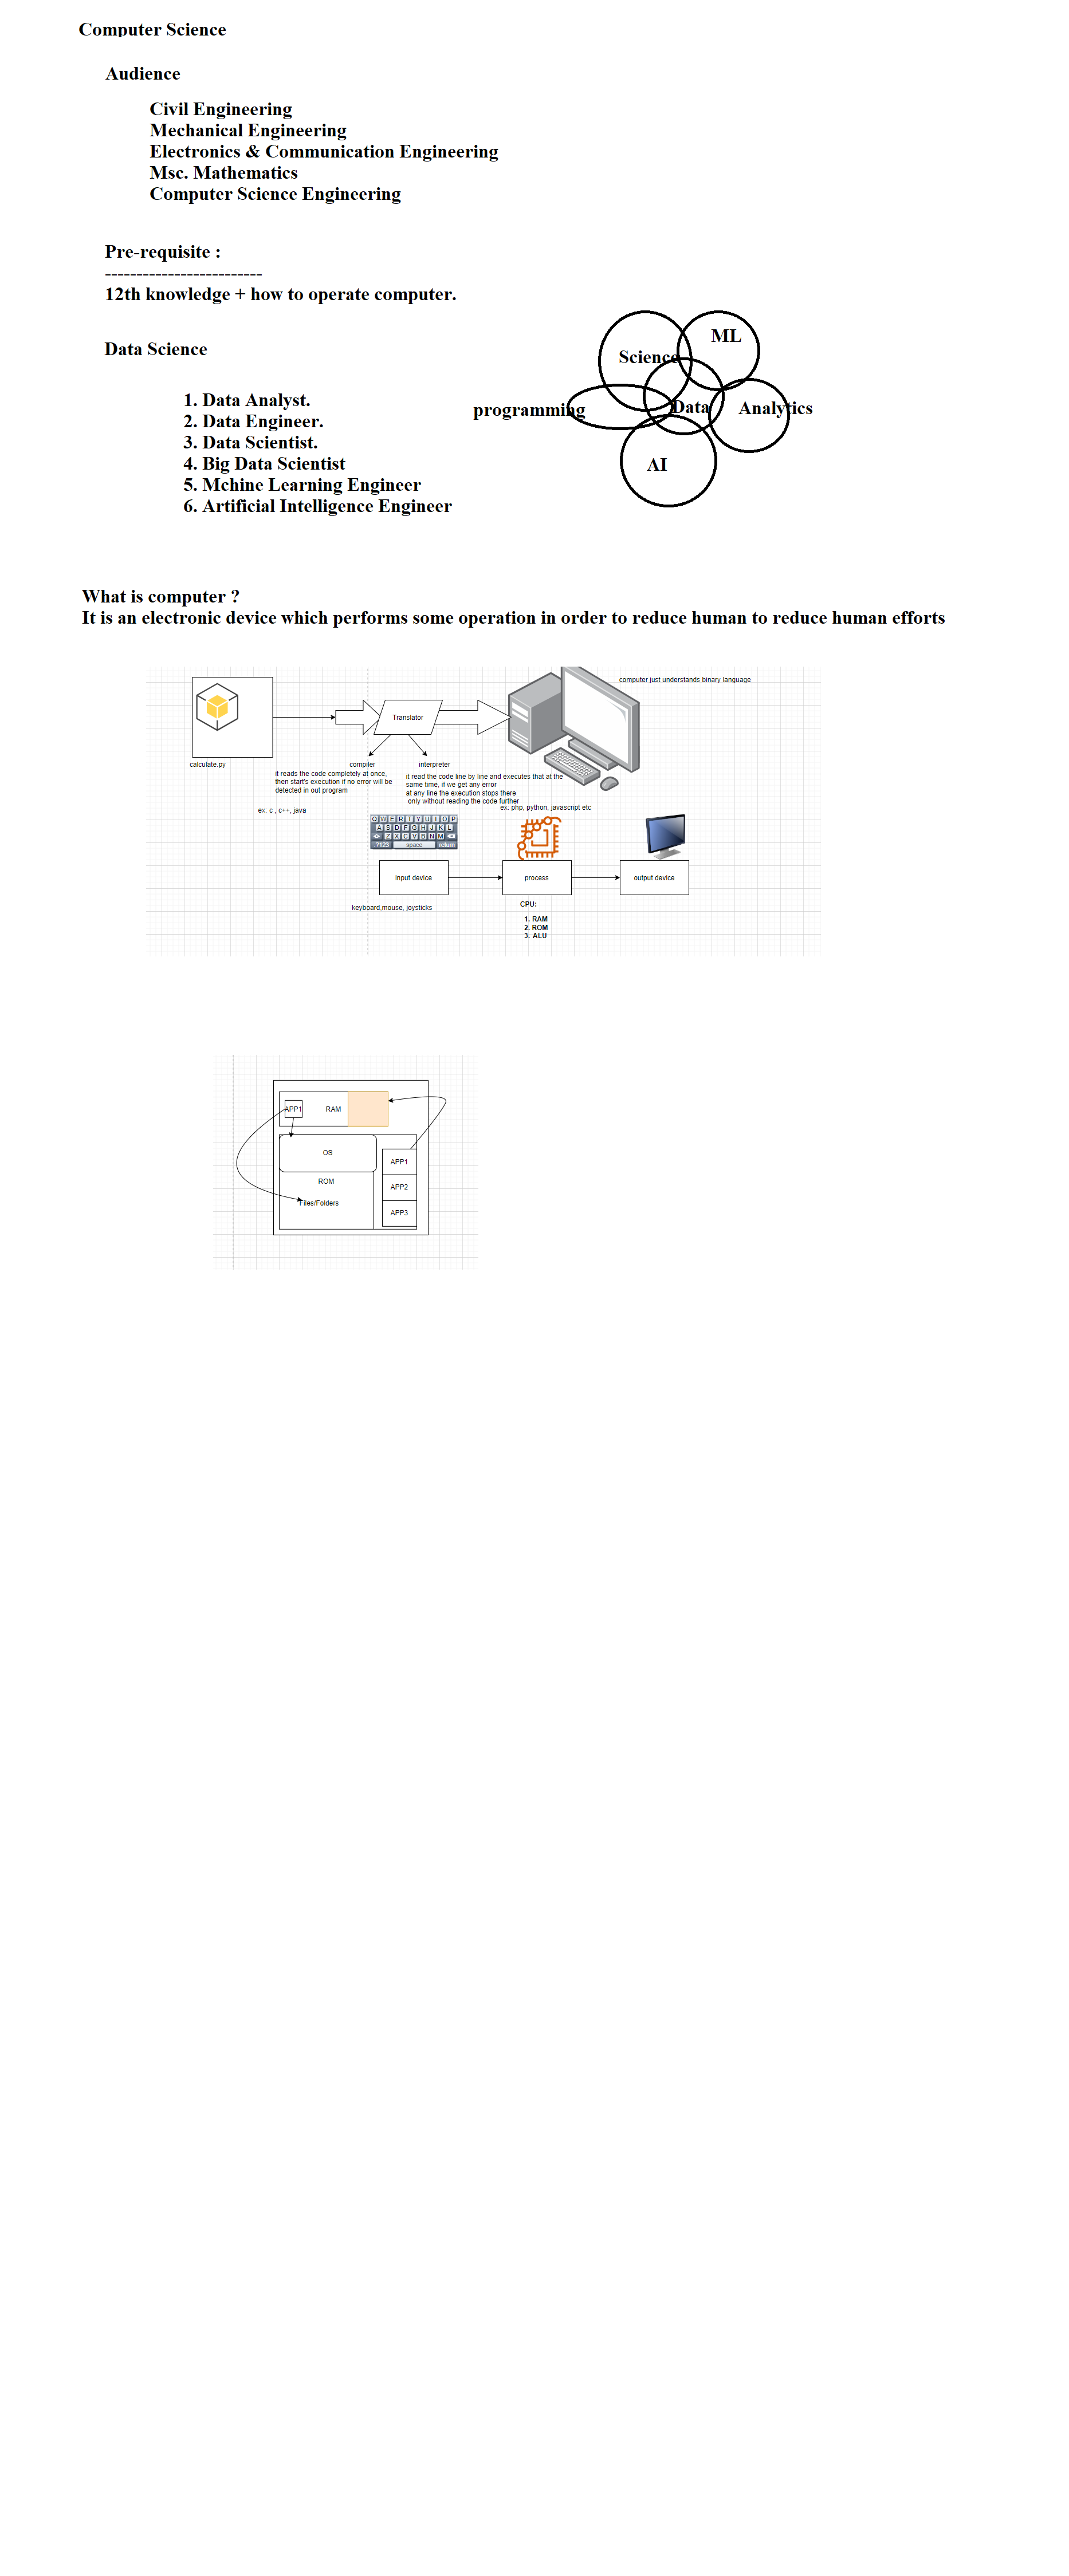 Computer Science
Audience
Civil Engineering
Mechanical Engineering
Electronics & Communication Engineering
Msc. Mathematics
Computer Science Engineering
Pre-requisite :
-------------------------
12th knowledge + how to operate computer.
Data Science
1. Data Analyst.
2. Data Engineer.
3. Data Scientist.
4. Big Data Scientist
5. Mchine Learning Engineer
6. Artificial Intelligence Engineer
ML
Science
programming
Data
Analytics
AI
What is computer ?
It is an electronic device which performs some operation in order to reduce human to reduce human efforts
computer just understands binary language
Translator
calculate.py
compiler
interpreter
it reads the code completely at once,
then start's execution if no error will be
detected in out program
ex: c , c++, java
it read the code line by line and executes that at the
same time, if we get any error
at any line the execution stops there
only without reading the code further
ex: php, python, javascript etc
Q W E R T Y U I O P
A S D F G H J K L
Z X C V B N M
?123 space return
input device
process
output device
keyboard,mouse, joysticks
CPU:
1. RAM
2. ROM
3. ALU
APP1
RAM
OS
ROM
Files/Folders
APP1
APP2
APP3